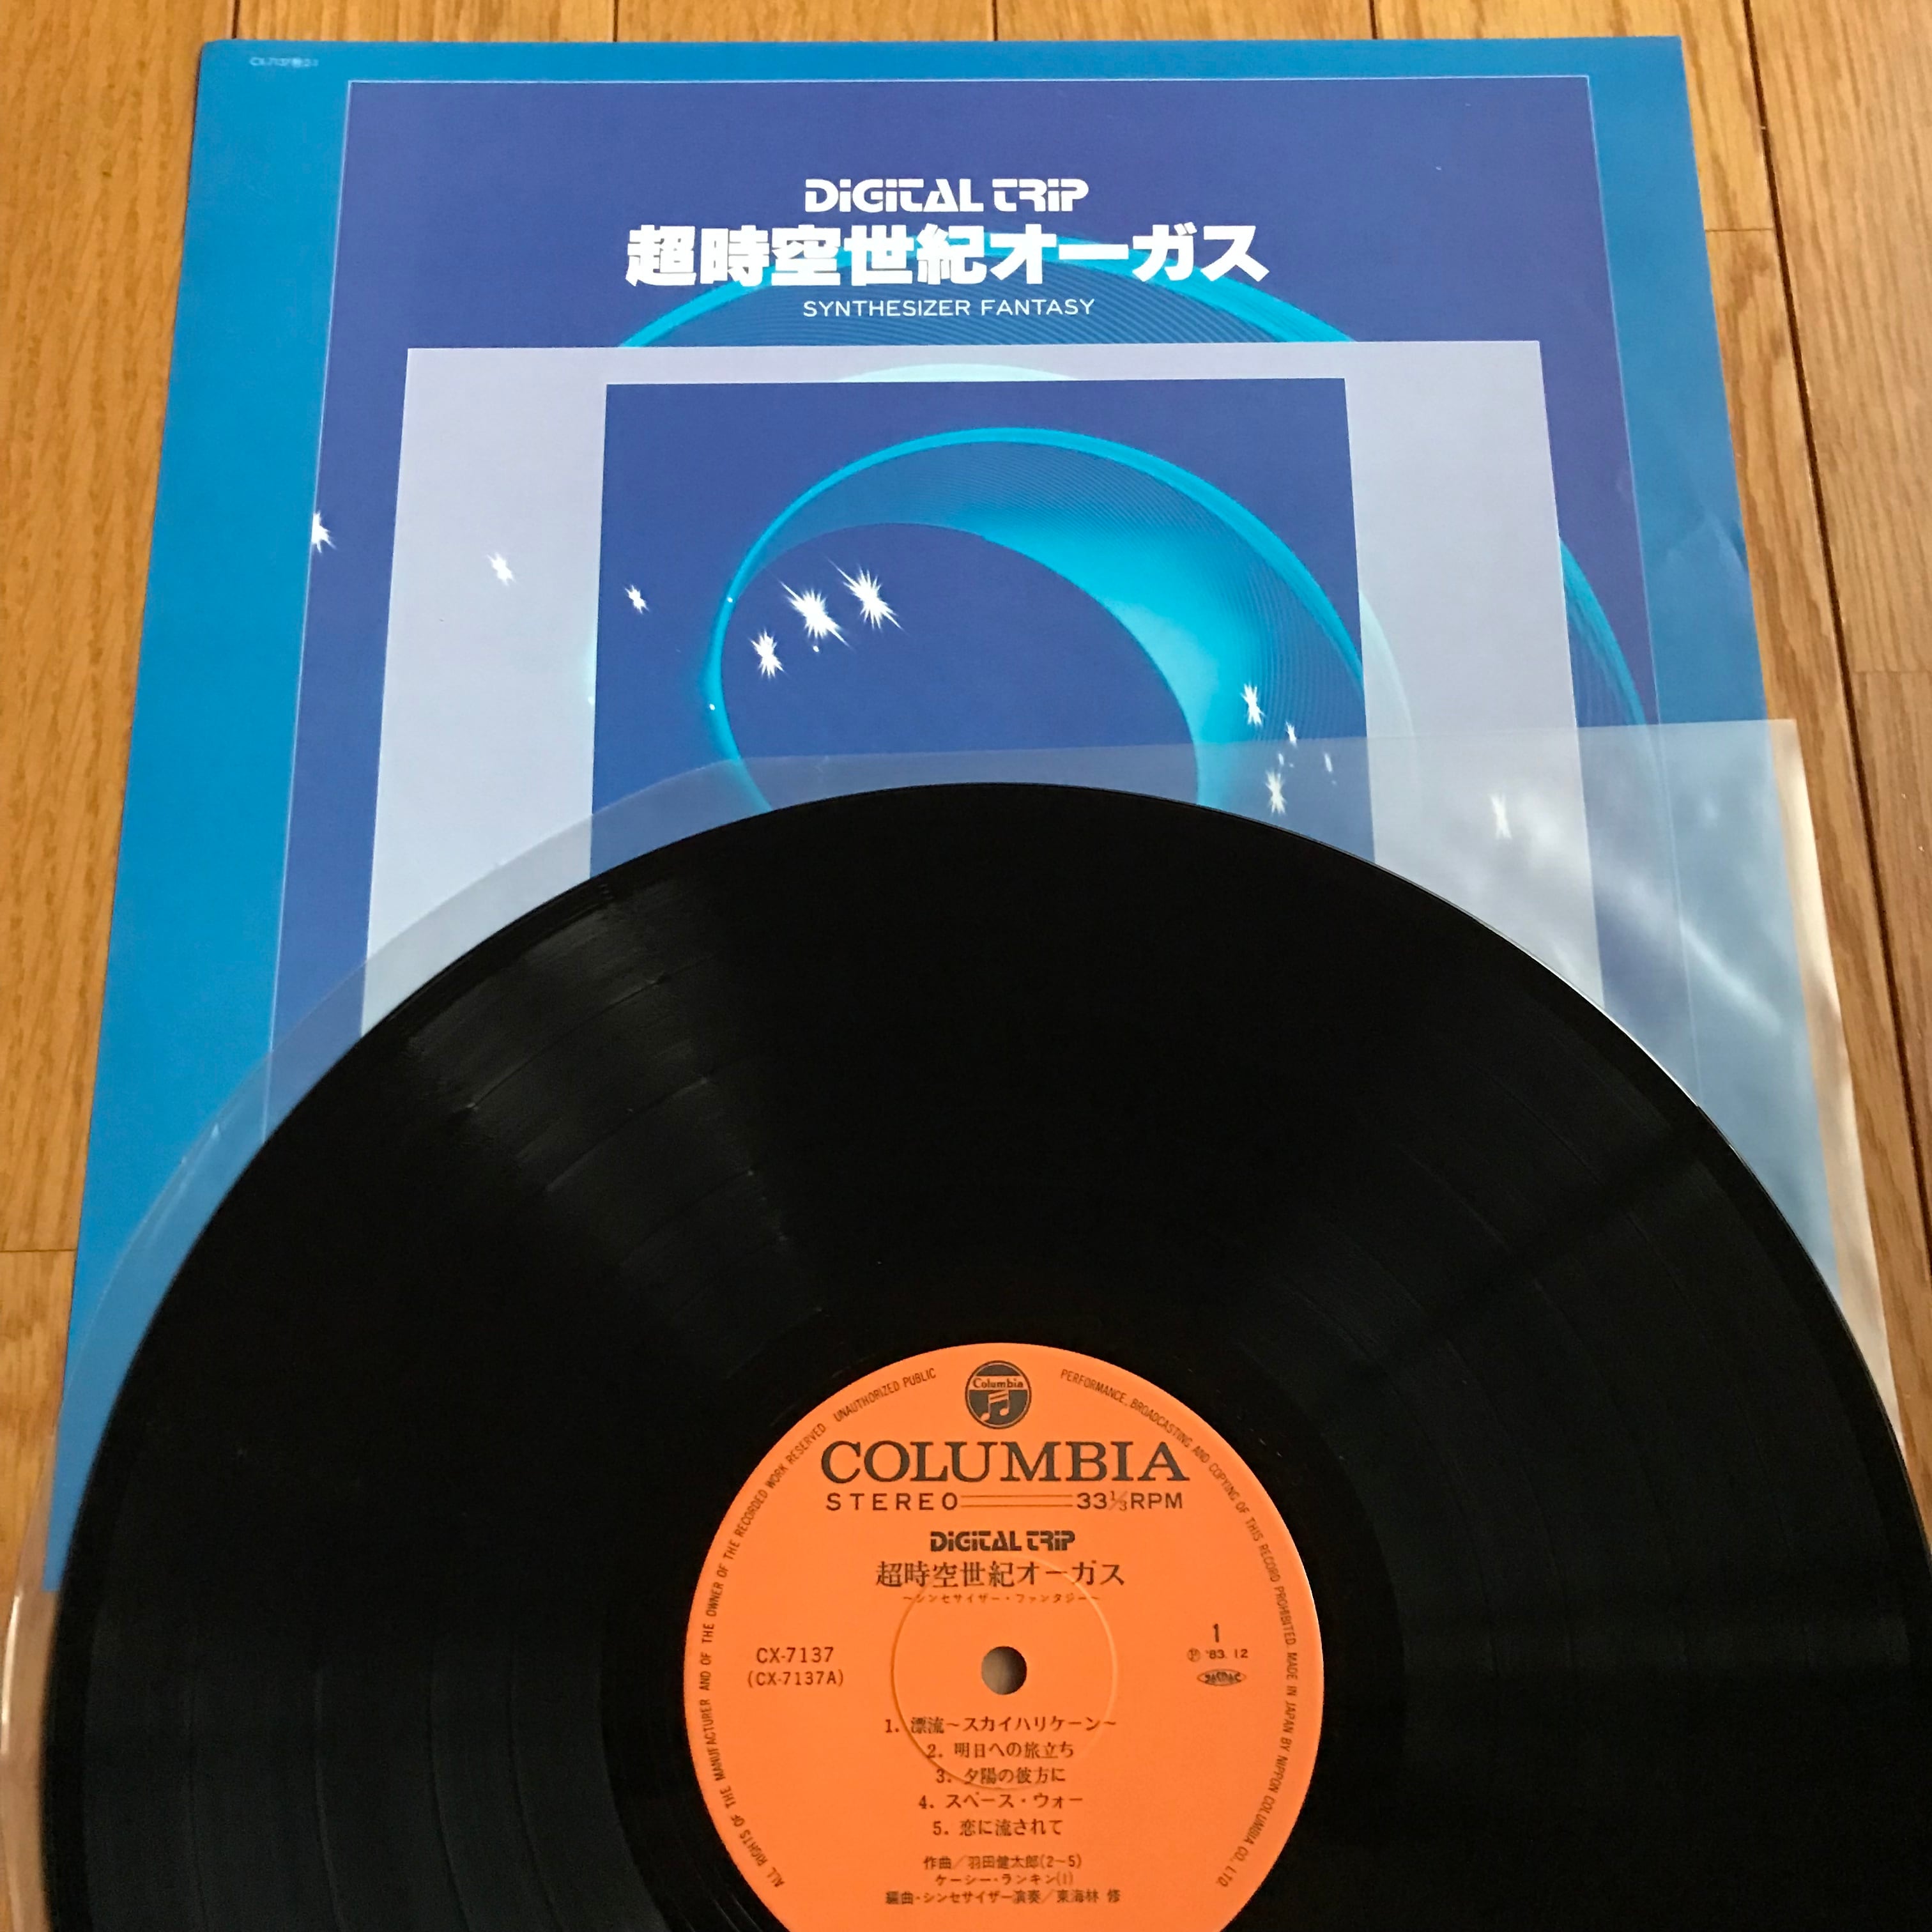 DIGITAL TRIP
超時空世紀オーガス
SYNTHESIZER FANTASY
ALL RIGHTS OF THE MANUFACTURER AND OF THE OWNER OF THE RECORDED WORK RESERVED UNAUTHORIZED PUBLIC PERFORMANCE, BROADCASTING AND COPYING OF THIS RECORD PROHIBITED. MADE IN JAPAN BY NIPPON COLUMBIA CO., LTD.
Columbia
COLUMBIA
STEREO 33⅓RPM
DIGITAL TRIP
超時空世紀オーガス
〜シンセサイザー・ファンタジー〜
CX-7137
(CX-7137A)
1
Ⓟ '83. 12
JASRAC
1. 漂流〜スカイハリケーン〜
2. 明日への旅立ち
3. 夕陽の彼方に
4. スペース・ウォー
5. 恋に流されて
作曲／羽田健太郎(2〜5)
ケーシー・ランキン(1)
編曲-シンセサイザー演奏／東海林 修